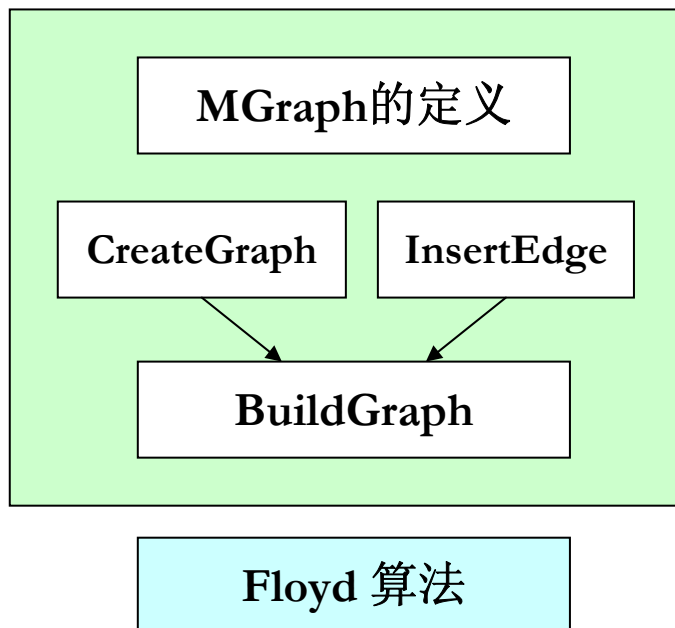 MGraph的定义
CreateGraph
InsertEdge
BuildGraph
Floyd 算法